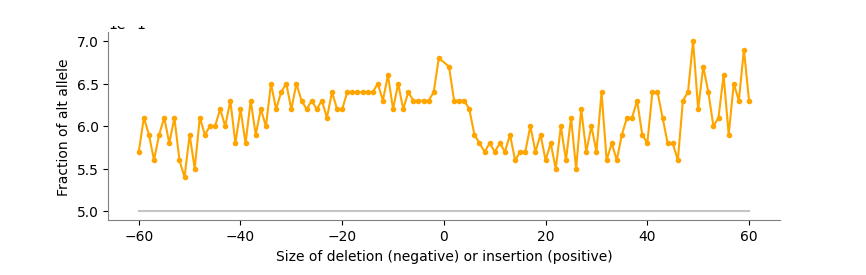 7.0
6.5
6.0
5.5
5.0
Fraction of alt allele
−60 −40 −20 0 20 40 60
Size of deletion (negative) or insertion (positive)